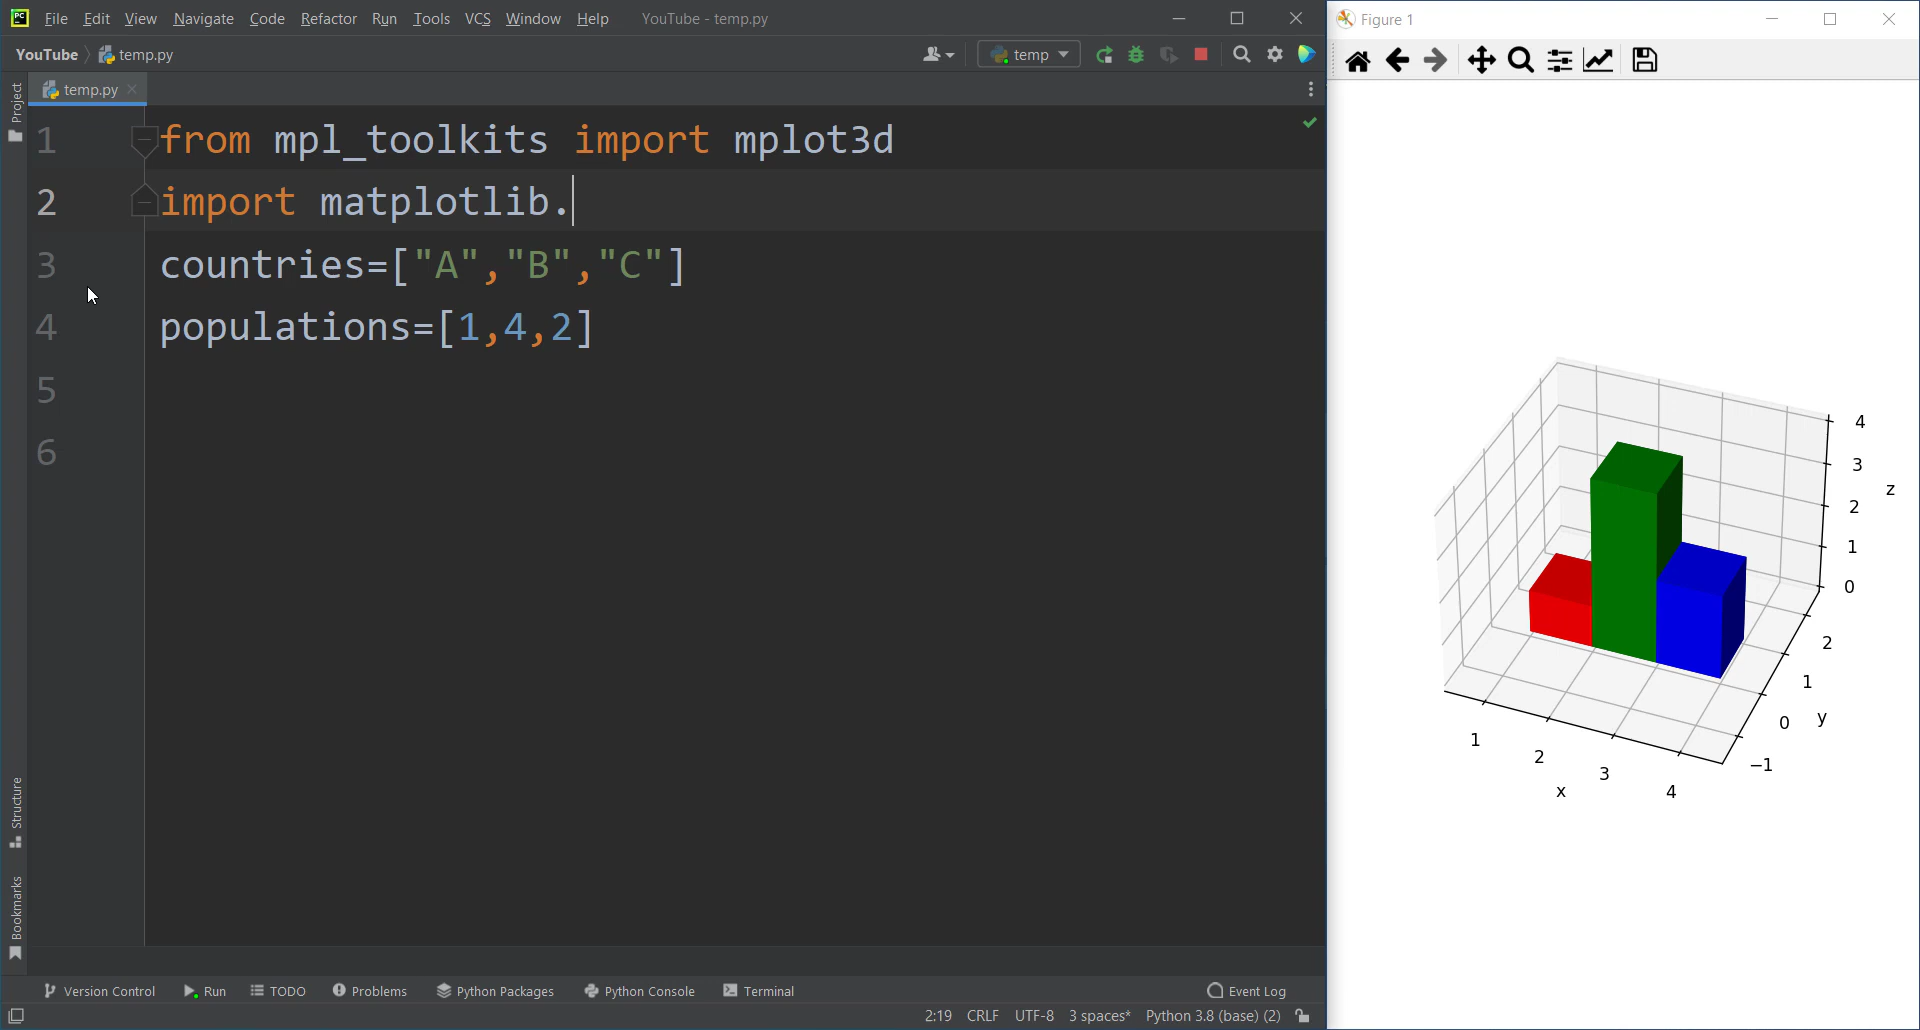 PC File Edit View Navigate Code Refactor Run Tools VCS Window Help YouTube - temp.py
YouTube temp.py temp
Project
temp.py
1 from mpl_toolkits import mplot3d
2 import matplotlib.
3 countries=["A","B","C"]
4 populations=[1,4,2]
5
6
Structure
Bookmarks
Version Control Run TODO Problems Python Packages Python Console Terminal Event Log
2:19 CRLF UTF-8 3 spaces* Python 3.8 (base) (2)
Figure 1
4
3
z
2
1
0
2
1
y
0
-1
1
2
3
4
x